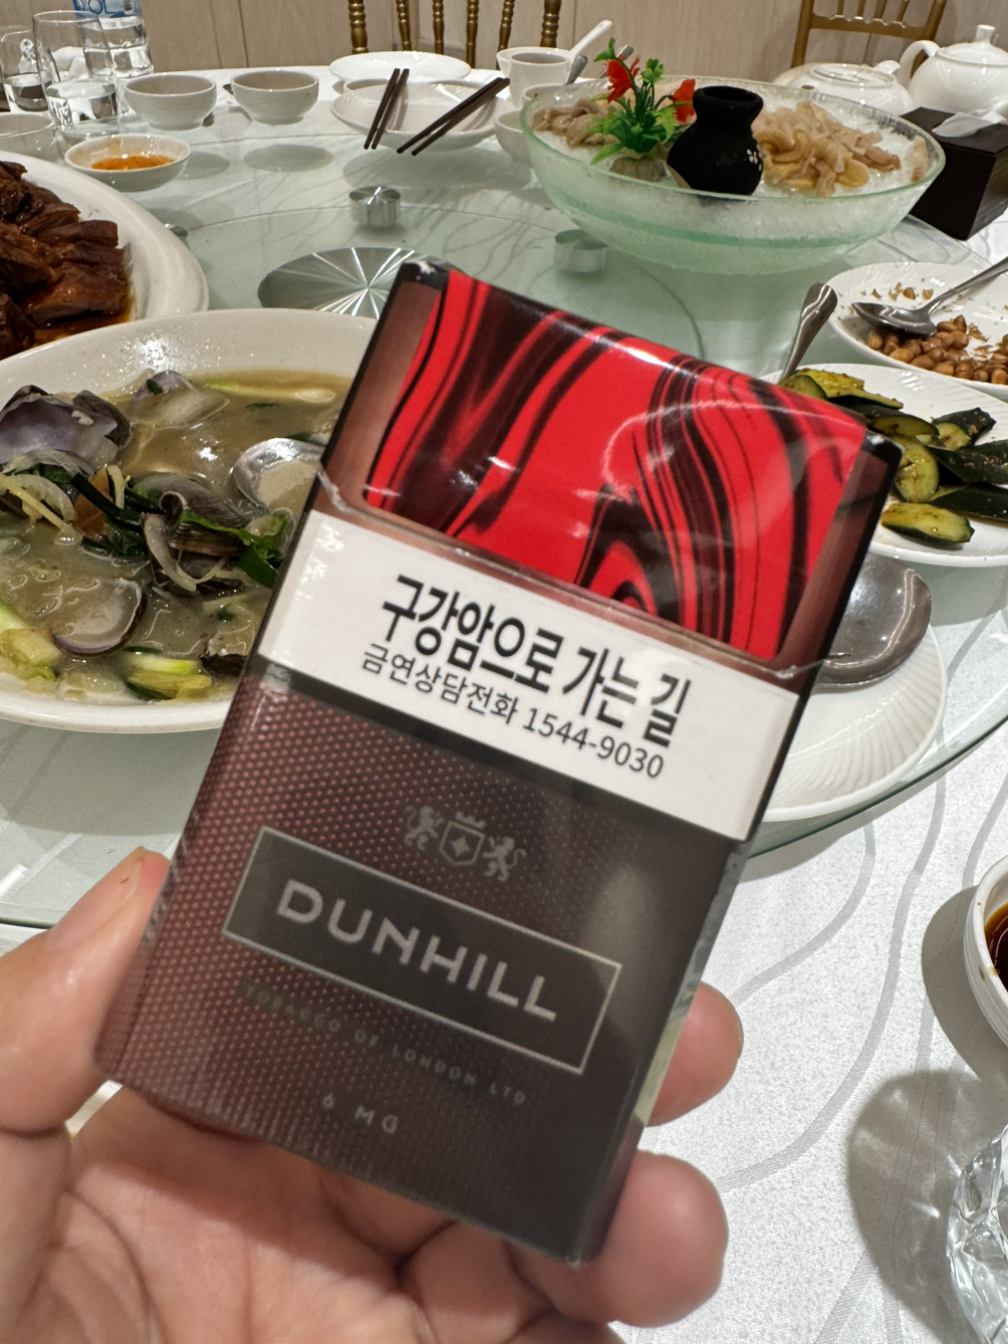 구강암으로 가는 길
금연상담전화 1544-9030
DUNHILL
TOBACCO OF LONDON LTD
6 MG